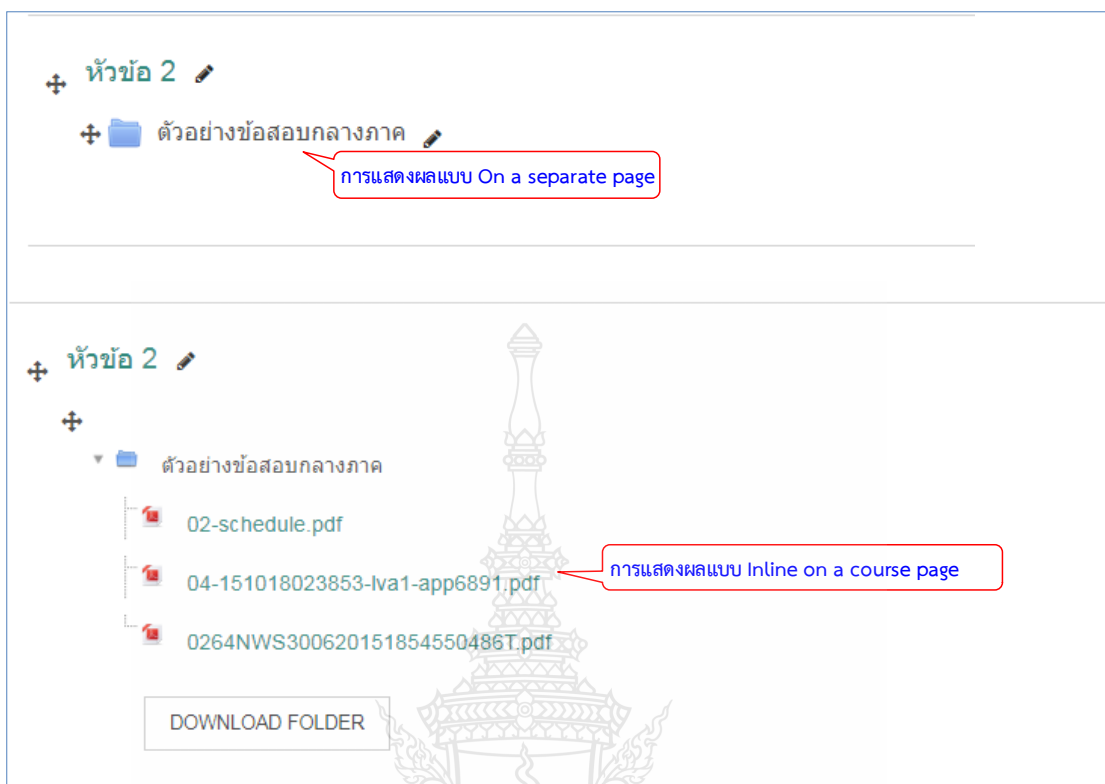 หัวข้อ 2
ตัวอย่างข้อสอบกลางภาค
การแสดงผลแบบ On a separate page
หัวข้อ 2
ตัวอย่างข้อสอบกลางภาค
02-schedule.pdf
04-151018023853-lva1-app6891.pdf
การแสดงผลแบบ Inline on a course page
0264NWS300620151854550486T.pdf
DOWNLOAD FOLDER